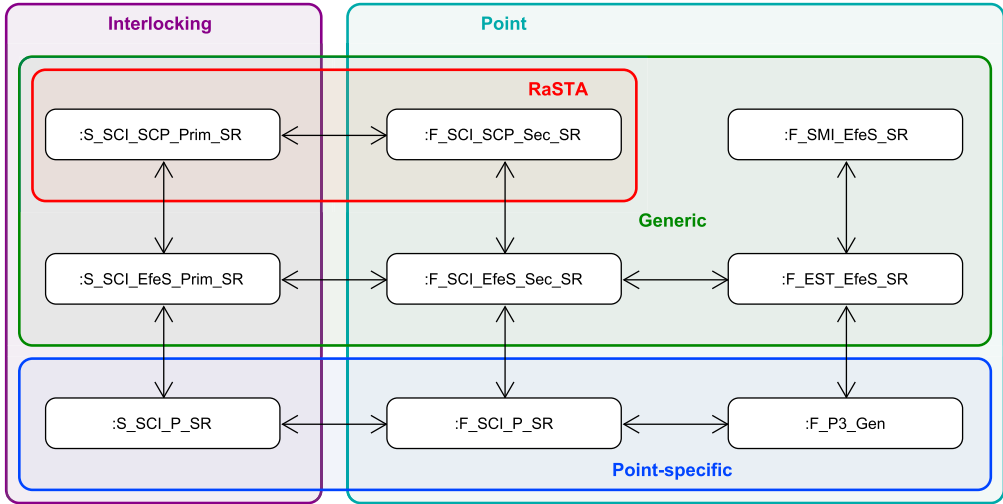 Interlocking
Point
RaSTA
:S_SCI_SCP_Prim_SR
:F_SCI_SCP_Sec_SR
:F_SMI_EfeS_SR
Generic
:S_SCI_EfeS_Prim_SR
:F_SCI_EfeS_Sec_SR
:F_EST_EfeS_SR
:S_SCI_P_SR
:F_SCI_P_SR
:F_P3_Gen
Point-specific